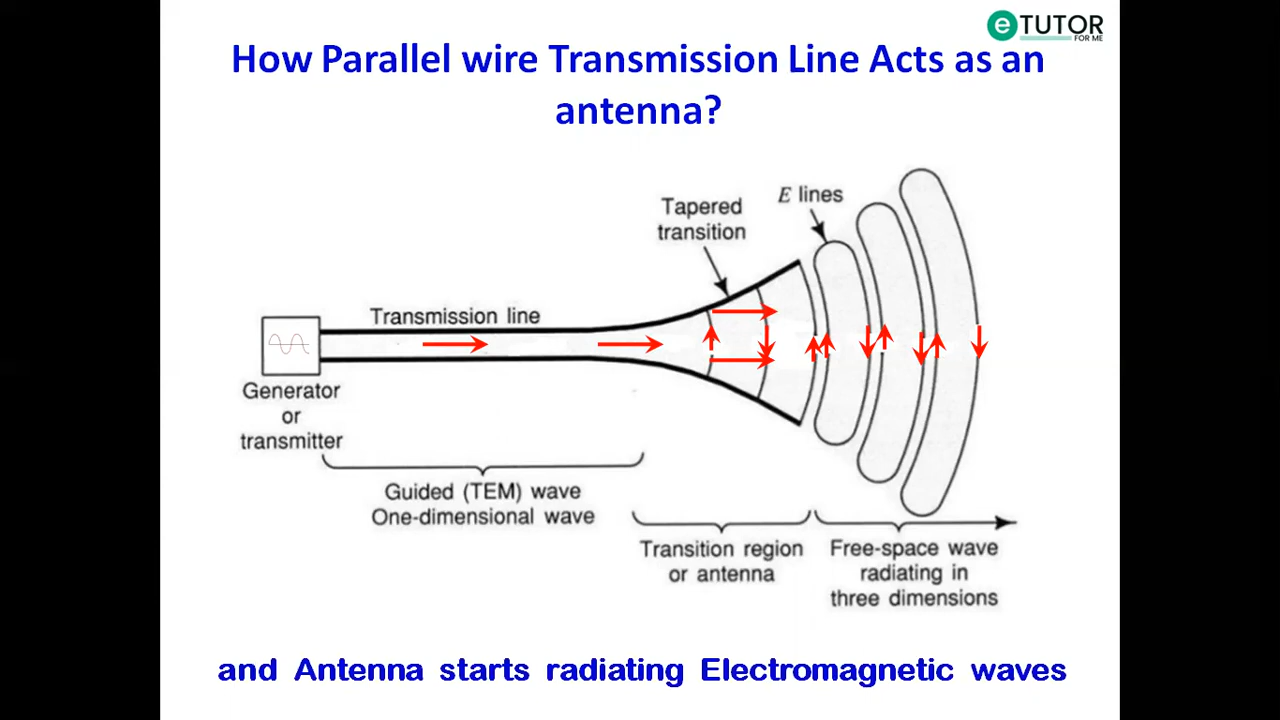 e TUTOR
FOR ME
How Parallel wire Transmission Line Acts as an
antenna?
Tapered
transition
E lines
Transmission line
Generator
or
transmitter
Guided (TEM) wave
One-dimensional wave
Transition region
or antenna
Free-space wave
radiating in
three dimensions
and Antenna starts radiating Electromagnetic waves